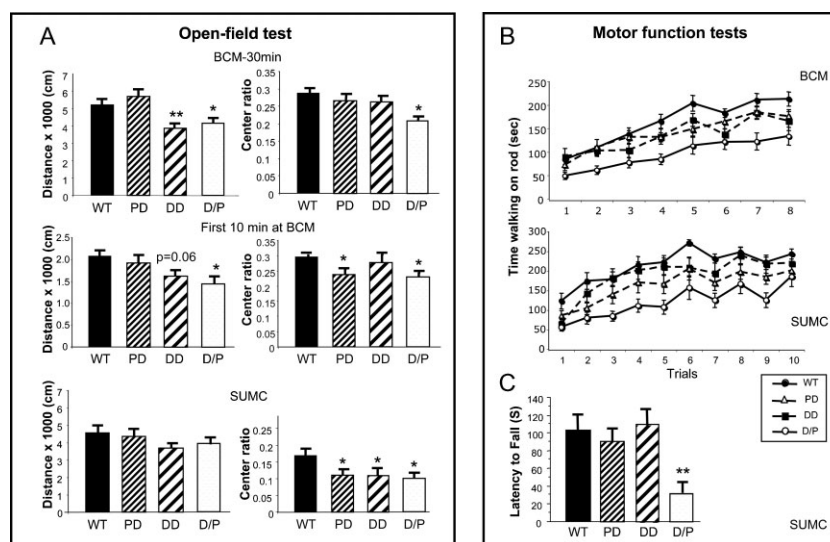 A
Open-field test
BCM-30min
Distance x 1000 (cm)
7
6
5
4
3
2
1
0
**
*
WT PD DD D/P
Center ratio
0.3
0.25
0.2
0.15
0.1
0.05
0
*
WT PD DD D/P
First 10 min at BCM
Distance x 1000 (cm)
2.5
2.0
1.5
1.0
0.5
0
p=0.06
*
WT PD DD D/P
Center ratio
0.35
0.3
0.25
0.2
0.15
0.1
0.05
0
*
*
WT PD DD D/P
SUMC
Distance x 1000 (cm)
6
5
4
3
2
1
0
WT PD DD D/P
Center ratio
0.2
0.15
0.1
0.05
0
* * *
WT PD DD D/P
B
Motor function tests
BCM
Time walking on rod (sec)
250
200
150
100
50
0
1 2 3 4 5 6 7 8
300
250
200
150
100
50
0
SUMC
1 2 3 4 5 6 7 8 9 10
Trials
WT
PD
DD
D/P
C
Latency to Fall (S)
140
120
100
80
60
40
20
0
**
WT PD DD D/P
SUMC